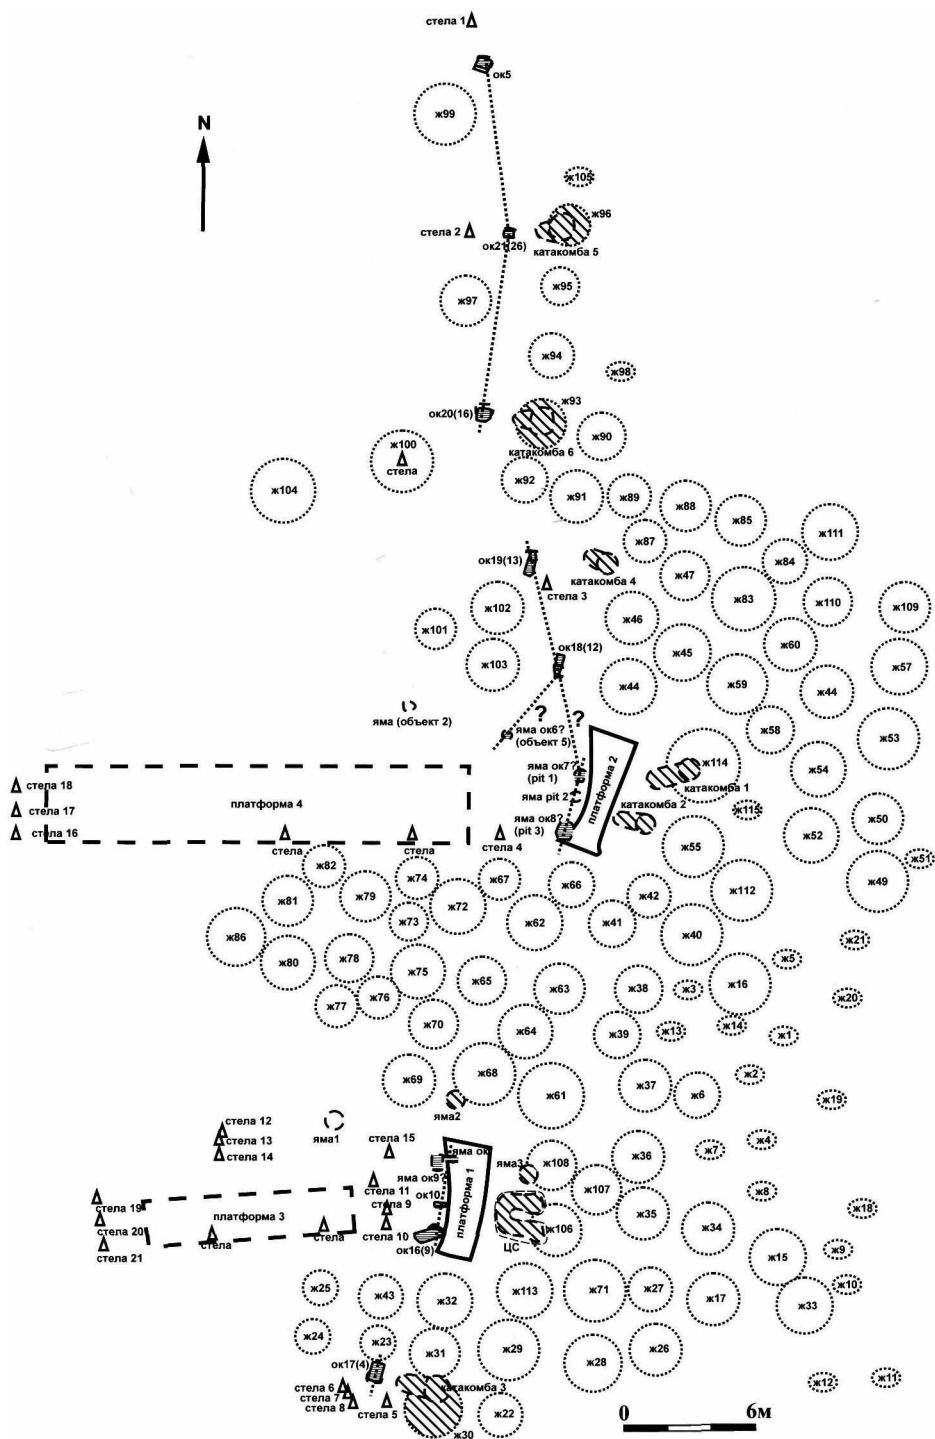 стела 1
ок5
ж99
N
ж105
ж96
стела 2
ок21(26)
катакомба 5
ж97
ж95
ж94
ж98
ж93
ок20(16)
ж90
ж100
стела
катакомба 6
ж104
ж92
ж91
ж89
ж88
ж85
ж111
ж87
ж84
ок19(13)
катакомба 4
ж47
стела 3
ж83
ж110
ж109
ж102
ж101
ж46
ж60
ок18(12)
ж45
ж103
ж57
ж44
ж59
ж44
яма (объект 2)
?
?
яма ок6?
(объект 5)
ж58
ж53
яма ок7?
(pit 1)
платформа 2
ж114
ж54
стела 18
катакомба 1
яма pit 2
платформа 4
стела 17
катакомба 2
ж115
яма ок8?
(pit 3)
ж50
стела 16
стела
стела
стела 4
ж52
ж55
ж51
ж82
ж74
ж67
ж66
ж42
ж112
ж49
ж79
ж81
ж72
ж73
ж62
ж41
ж40
ж86
ж21
ж78
ж80
ж5
ж75
ж65
ж63
ж38
ж3
ж16
ж76
ж77
ж20
ж70
ж64
ж39
ж13
ж14
ж1
ж69
ж68
ж2
ж37
ж61
ж6
ж19
яма2
стела 12
яма1
стела 13
стела 15
ж4
стела 14
яма ок
ж7
ж36
яма3
ж108
яма ок9?
стела 11
ж107
ж8
ок10
стела 9
стела 19
платформа 3
платформа 1
ж18
ж35
стела 20
стела
стела
стела 10
ж106
ж34
ок16(9)
ЦС
стела 21
ж9
ж15
ж10
ж25
ж43
ж32
ж113
ж71
ж27
ж17
ж33
ж24
ж23
ж31
ж29
ж26
ж28
ок17(4)
стела 6
стела 7
стела 8
стела 5
катакомба 3
ж12
ж11
ж22
ж30
0
6м